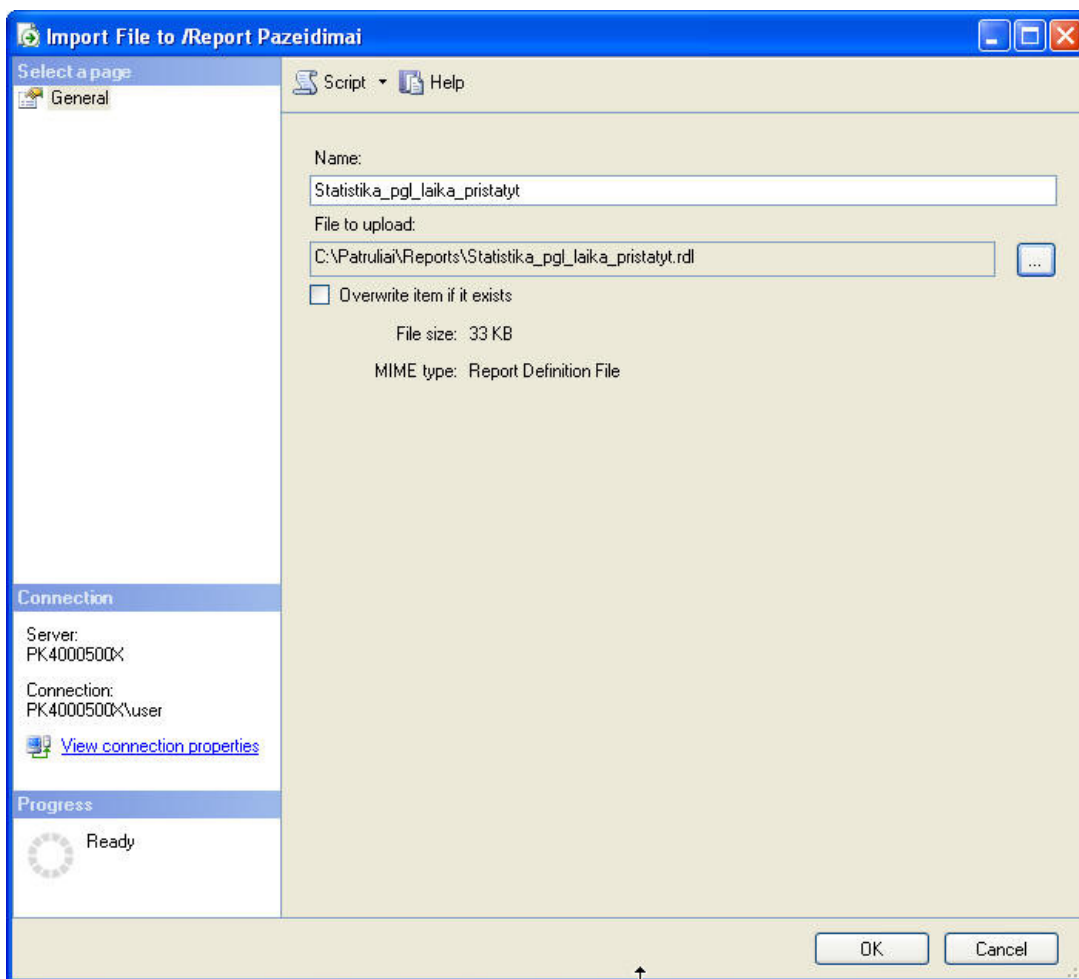 Import File to /Report Pazeidimai
Select a page
General
Script
Help
Name:
Statistika_pgl_laika_pristatyt
File to upload:
C:\Patruliai\Reports\Statistika_pgl_laika_pristatyt.rdl
...
Overwrite item if it exists
File size: 33 KB
MIME type: Report Definition File
Connection
Server:
PK4000500X
Connection:
PK4000500X\user
View connection properties
Progress
Ready
OK
Cancel